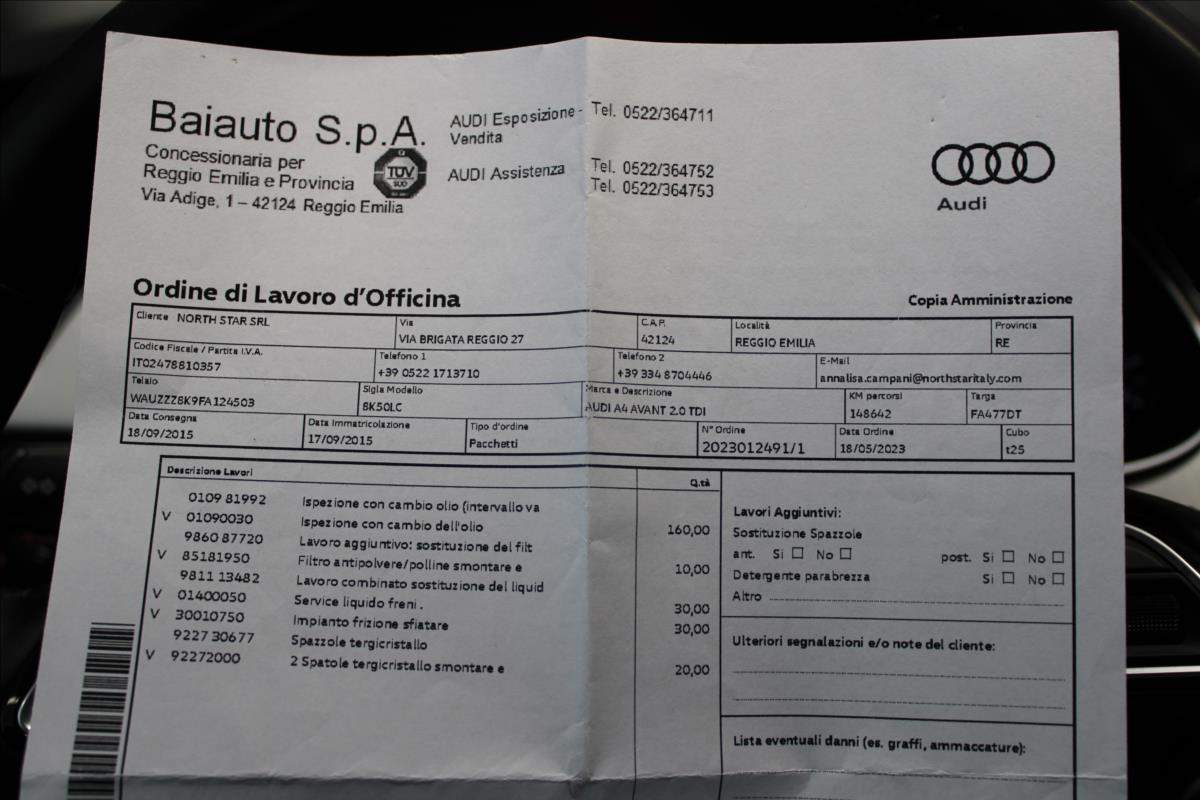 Baiauto S.p.A.
Concessionaria per
Reggio Emilia e Provincia
Via Adige, 1 – 42124 Reggio Emilia
TÜV
SÜD
AUDI Esposizione - Tel. 0522/364711
Vendita
AUDI Assistenza Tel. 0522/364752
Tel. 0522/364753
Audi
Ordine di Lavoro d'Officina
Copia Amministrazione
Cliente NORTH STAR SRL
Via
VIA BRIGATA REGGIO 27
C.A.P.
42124
Località
REGGIO EMILIA
Provincia
RE
Codice Fiscale / Partita I.V.A.
IT02478810357
Telefono 1
+39 0522 1713710
Telefono 2
+39 334 8704446
E-Mail
annalisa.campani@northstaritaly.com
Telaio
WAUZZZ8K9FA124503
Sigla Modello
8K50LC
Marca e Descrizione
AUDI A4 AVANT 2.0 TDI
KM percorsi
148642
Targa
FA477DT
Data Consegna
18/09/2015
Data Immatricolazione
17/09/2015
Tipo d'ordine
Pacchetti
N° Ordine
2023012491/1
Data Ordine
18/05/2023
Cubo
t25
Descrizione Lavori Q.tà
0109 81992 Ispezione con cambio olio (intervallo va
V 01090030 Ispezione con cambio dell'olio 160,00
9860 87720 Lavoro aggiuntivo: sostituzione del filt
V 85181950 Filtro antipolvere/polline smontare e 10,00
9811 13482 Lavoro combinato sostituzione del liquid
V 01400050 Service liquido freni . 30,00
V 30010750 Impianto frizione sfiatare 30,00
9227 30677 Spazzole tergicristallo
V 92272000 2 Spatole tergicristallo smontare e 20,00
Lavori Aggiuntivi:
Sostituzione Spazzole
ant. Si No post. Si No
Detergente parabrezza Si No
Altro
Ulteriori segnalazioni e/o note del cliente:
Lista eventuali danni (es. graffi, ammaccature):